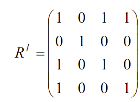 R^I = 
1 0 1 1
0 1 0 0
1 0 1 0
1 0 0 1